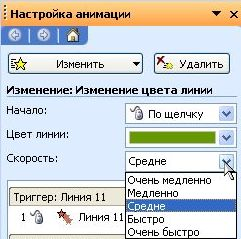 Настройка анимации
Изменить
Удалить
Изменение: Изменение цвета линии
Начало: По щелчку
Цвет линии:
Скорость: Средне
Очень медленно
Медленно
Средне
Быстро
Очень быстро
Триггер: Линия 11
1 Линия 11